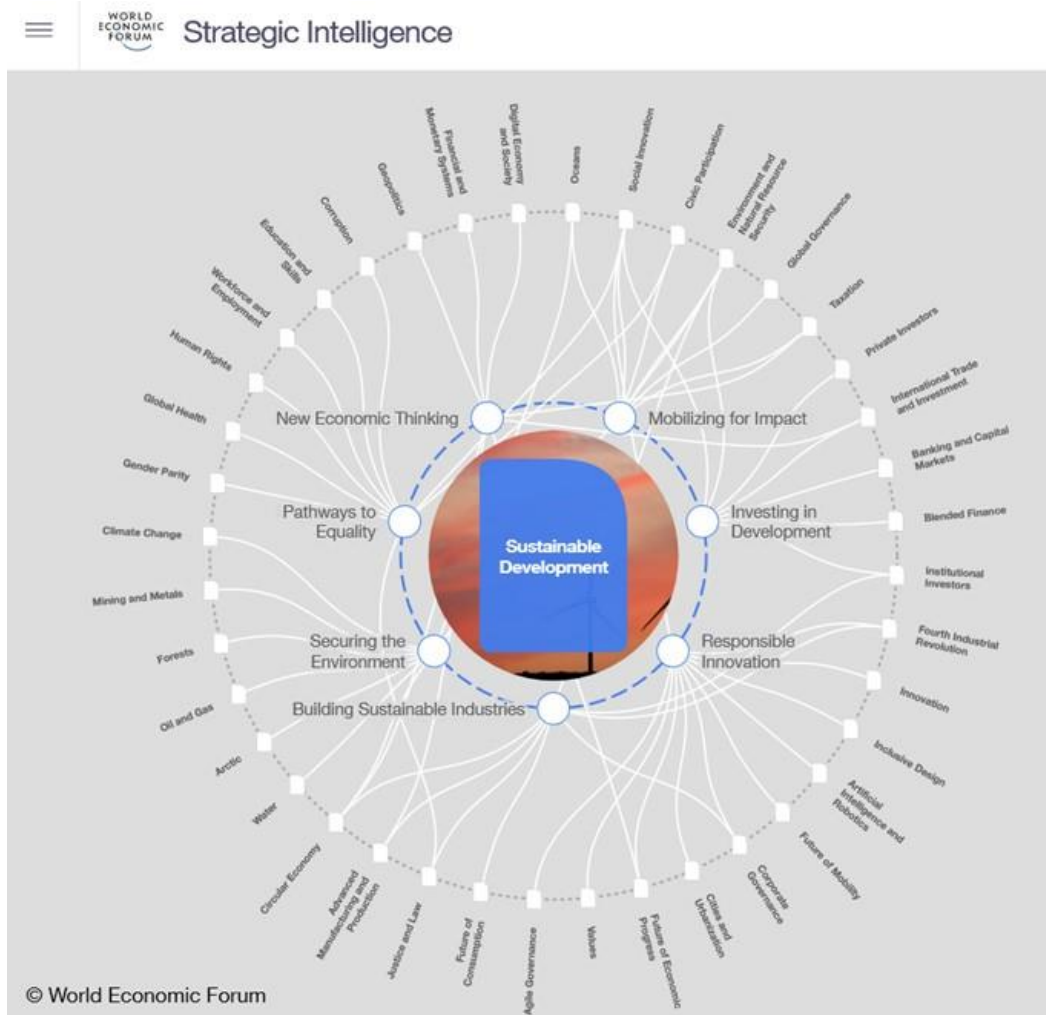 WORLD
ECONOMIC
FORUM
Strategic Intelligence
Digital Economy
and Society
Oceans
Social Innovation
Civic Participation
Environment and
Natural Resource
Security
Global Governance
Taxation
Private Investors
International Trade
and Investment
Banking and Capital
Markets
Blended Finance
Institutional
Investors
Fourth Industrial
Revolution
Innovation
Inclusive Design
Artificial
Intelligence and
Robotics
Future of Mobility
Corporate
Governance
Cities and
Urbanization
Future of Economic
Progress
Values
Agile Governance
Future of
Consumption
Justice and Law
Advanced
Manufacturing and
Production
Circular Economy
Water
Arctic
Oil and Gas
Forests
Mining and Metals
Climate Change
Gender Parity
Global Health
Human Rights
Workforce and
Employment
Education and
Skills
Corruption
Geopolitics
Financial and
Monetary Systems
New Economic Thinking
Mobilizing for Impact
Pathways to
Equality
Investing in
Development
Sustainable
Development
Securing the
Environment
Responsible
Innovation
Building Sustainable Industries
© World Economic Forum